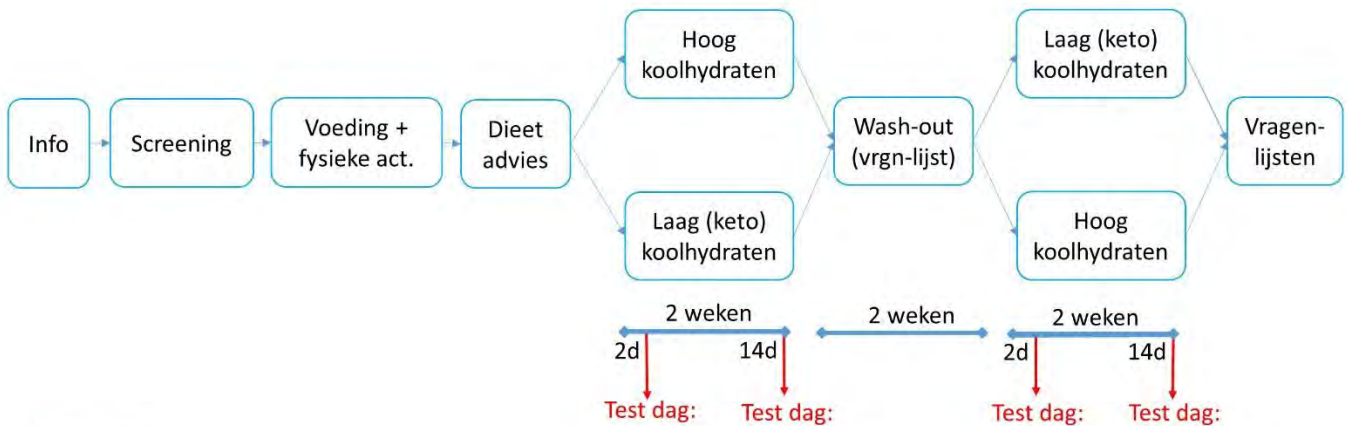 Info
Screening
Voeding +
fysieke act.
Dieet
advies
Hoog
koolhydraten
Laag (keto)
koolhydraten
Wash-out
(vrgn-lijst)
Laag (keto)
koolhydraten
Hoog
koolhydraten
Vragen-
lijsten
2 weken
2 weken
2 weken
2d
14d
2d
14d
Test dag:
Test dag:
Test dag:
Test dag: